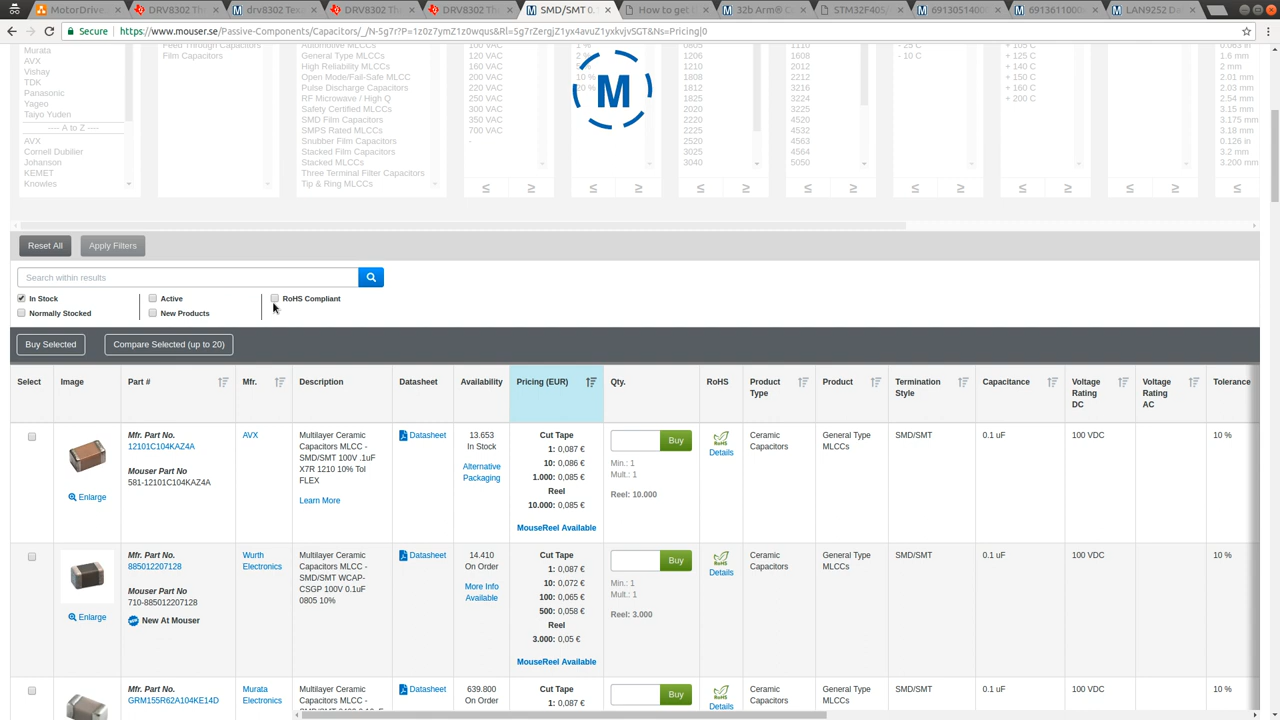 MotorDrive
DRV8302 Th
drv8302 Tex
DRV8302 Th
DRV8302 Th
SMD/SMT 0.
How to get
32b Arm® C
STM32F405/
6913051400
6913611000
LAN9252 Da
Secure
https://www.mouser.se/Passive-Components/Capacitors/_/N-5g7r?P=1z0z7ymZ1z0wqus&Rl=5g7rZergjZ1yx4avuZ1yxkvjvSGT&Ns=Pricing|0
Murata
AVX
Vishay
TDK
Panasonic
Yageo
Taiyo Yuden
---- A to Z ----
AVX
Cornell Dubilier
Johanson
KEMET
Knowles
Feed Through Capacitors
Film Capacitors
Automotive MLCCs
General Type MLCCs
High Reliability MLCCs
Open Mode/Fail-Safe MLCC
Pulse Discharge Capacitors
RF Microwave / High Q
Safety Certified MLCCs
SMD Film Capacitors
SMPS Rated MLCCs
Snubber Film Capacitors
Stacked Film Capacitors
Stacked MLCCs
Three Terminal Filter Capacitors
Tip & Ring MLCCs
100 VAC
120 VAC
160 VAC
200 VAC
220 VAC
250 VAC
300 VAC
350 VAC
700 VAC
-
1 %
2 %
5 %
10 %
20 %
M
0805
1206
1210
1808
1812
1825
2020
2220
2225
2520
3025
3040
1110
1608
2012
2212
3216
3224
3225
4520
4532
4563
4564
5050
- 25 C
- 10 C
+ 105 C
+ 125 C
+ 140 C
+ 150 C
+ 160 C
+ 200 C
0.063 in
1.6 mm
2 mm
2.01 mm
2.03 mm
2.54 mm
3.15 mm
3.175 mm
3.18 mm
0.126 in
3.2 mm
3.200 mm
≤ ≥ ≤ ≥ ≤ ≥ ≤ ≥ ≤ ≥ ≤ ≥ ≤ ≥ ≤
Reset All
Apply Filters
Search within results
In Stock
Active
RoHS Compliant
Normally Stocked
New Products
Buy Selected
Compare Selected (up to 20)
Select
Image
Part #
Mfr.
Description
Datasheet
Availability
Pricing (EUR)
Qty.
RoHS
Product
Type
Product
Termination
Style
Capacitance
Voltage
Rating
DC
Voltage
Rating
AC
Tolerance
Enlarge
Mfr. Part No.
12101C104KAZ4A
Mouser Part No
581-12101C104KAZ4A
AVX
Multilayer Ceramic
Capacitors MLCC -
SMD/SMT 100V .1uF
X7R 1210 10% Tol
FLEX
Learn More
Datasheet
13.653
In Stock
Alternative
Packaging
Cut Tape
1: 0,087 €
10: 0,086 €
1.000: 0,085 €
Reel
10.000: 0,085 €
MouseReel Available
Buy
Min.: 1
Mult.: 1
Reel: 10.000
RoHS
Details
Ceramic
Capacitors
General Type
MLCCs
SMD/SMT
0.1 uF
100 VDC
10 %
Enlarge
Mfr. Part No.
885012207128
Mouser Part No
710-885012207128
New At Mouser
Wurth
Electronics
Multilayer Ceramic
Capacitors MLCC -
SMD/SMT WCAP-
CSGP 100V 0.1uF
0805 10%
Datasheet
14.410
On Order
More Info
Available
Cut Tape
1: 0,087 €
10: 0,072 €
100: 0,065 €
500: 0,058 €
Reel
3.000: 0,05 €
MouseReel Available
Buy
Min.: 1
Mult.: 1
Reel: 3.000
RoHS
Details
Ceramic
Capacitors
General Type
MLCCs
SMD/SMT
0.1 uF
100 VDC
10 %
Mfr. Part No.
GRM155R62A104KE14D
Murata
Electronics
Multilayer Ceramic
Capacitors MLCC -
Datasheet
639.800
On Order
Cut Tape
1: 0,087 €
Buy
RoHS
Details
Ceramic
Capacitors
General Type
MLCCs
SMD/SMT
0.1 uF
100 VDC
10 %